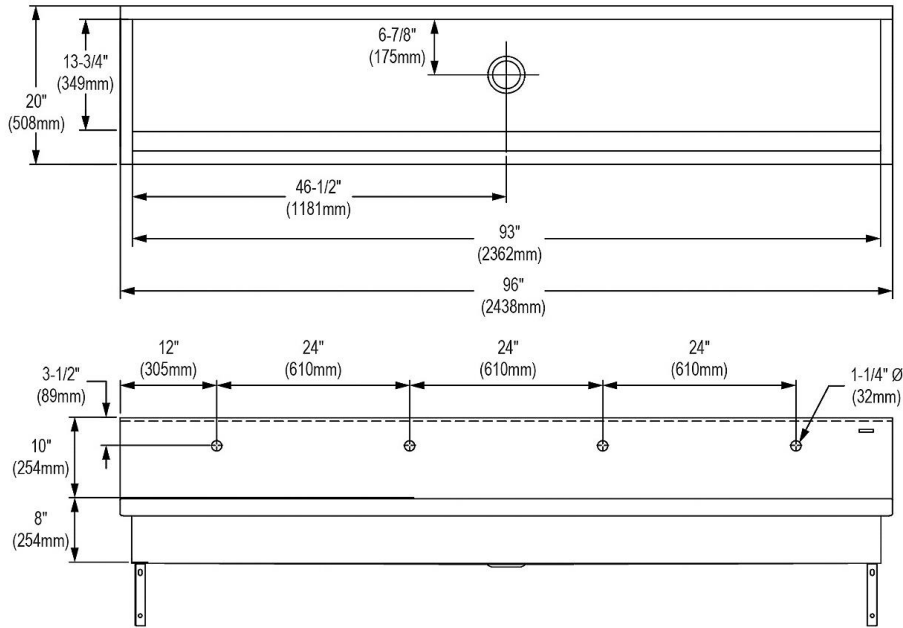 6-7/8"
(175mm)
13-3/4"
(349mm)
20"
(508mm)
46-1/2"
(1181mm)
93"
(2362mm)
96"
(2438mm)
12"
(305mm)
24"
(610mm)
24"
(610mm)
24"
(610mm)
3-1/2"
(89mm)
1-1/4" Ø
(32mm)
10"
(254mm)
8"
(254mm)